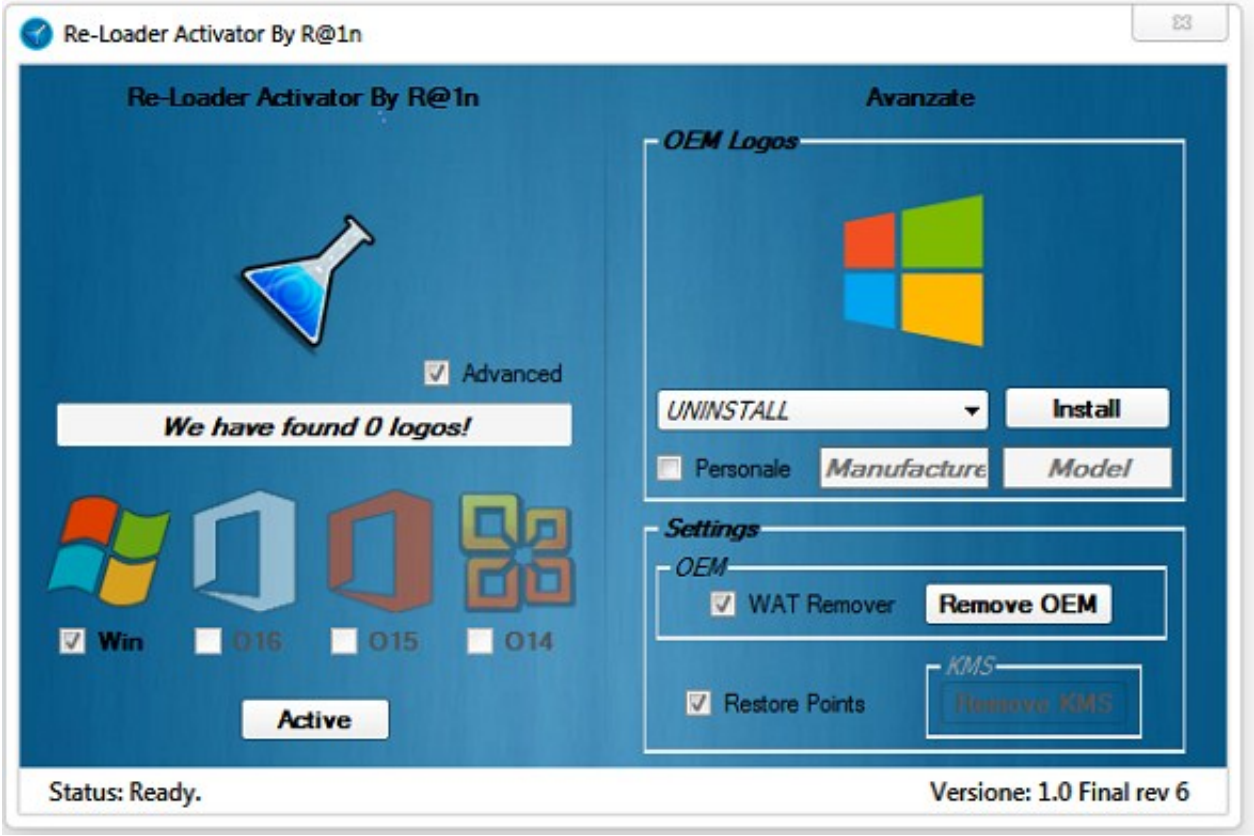 Re-Loader Activator By R@1n
Re-Loader Activator By R@1n
Advanced
We have found 0 logos!
Win
O16
O15
O14
Active
Avanzate
OEM Logos
UNINSTALL
Install
Personale
Manufacture
Model
Settings
OEM
WAT Remover
Remove OEM
Restore Points
KMS
Remove KMS
Status: Ready.
Versione: 1.0 Final rev 6